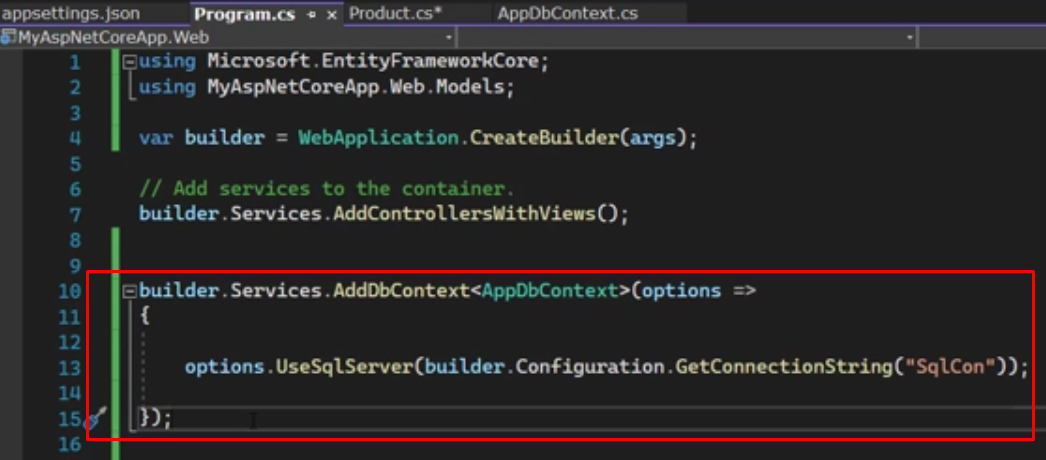 appsettings.json Program.cs Product.cs* AppDbContext.cs
MyAspNetCoreApp.Web
1 using Microsoft.EntityFrameworkCore;
2 using MyAspNetCoreApp.Web.Models;
3
4 var builder = WebApplication.CreateBuilder(args);
5
6 // Add services to the container.
7 builder.Services.AddControllersWithViews();
8
9
10 builder.Services.AddDbContext<AppDbContext>(options =>
11 {
12
13 options.UseSqlServer(builder.Configuration.GetConnectionString("SqlCon"));
14
15 });
16